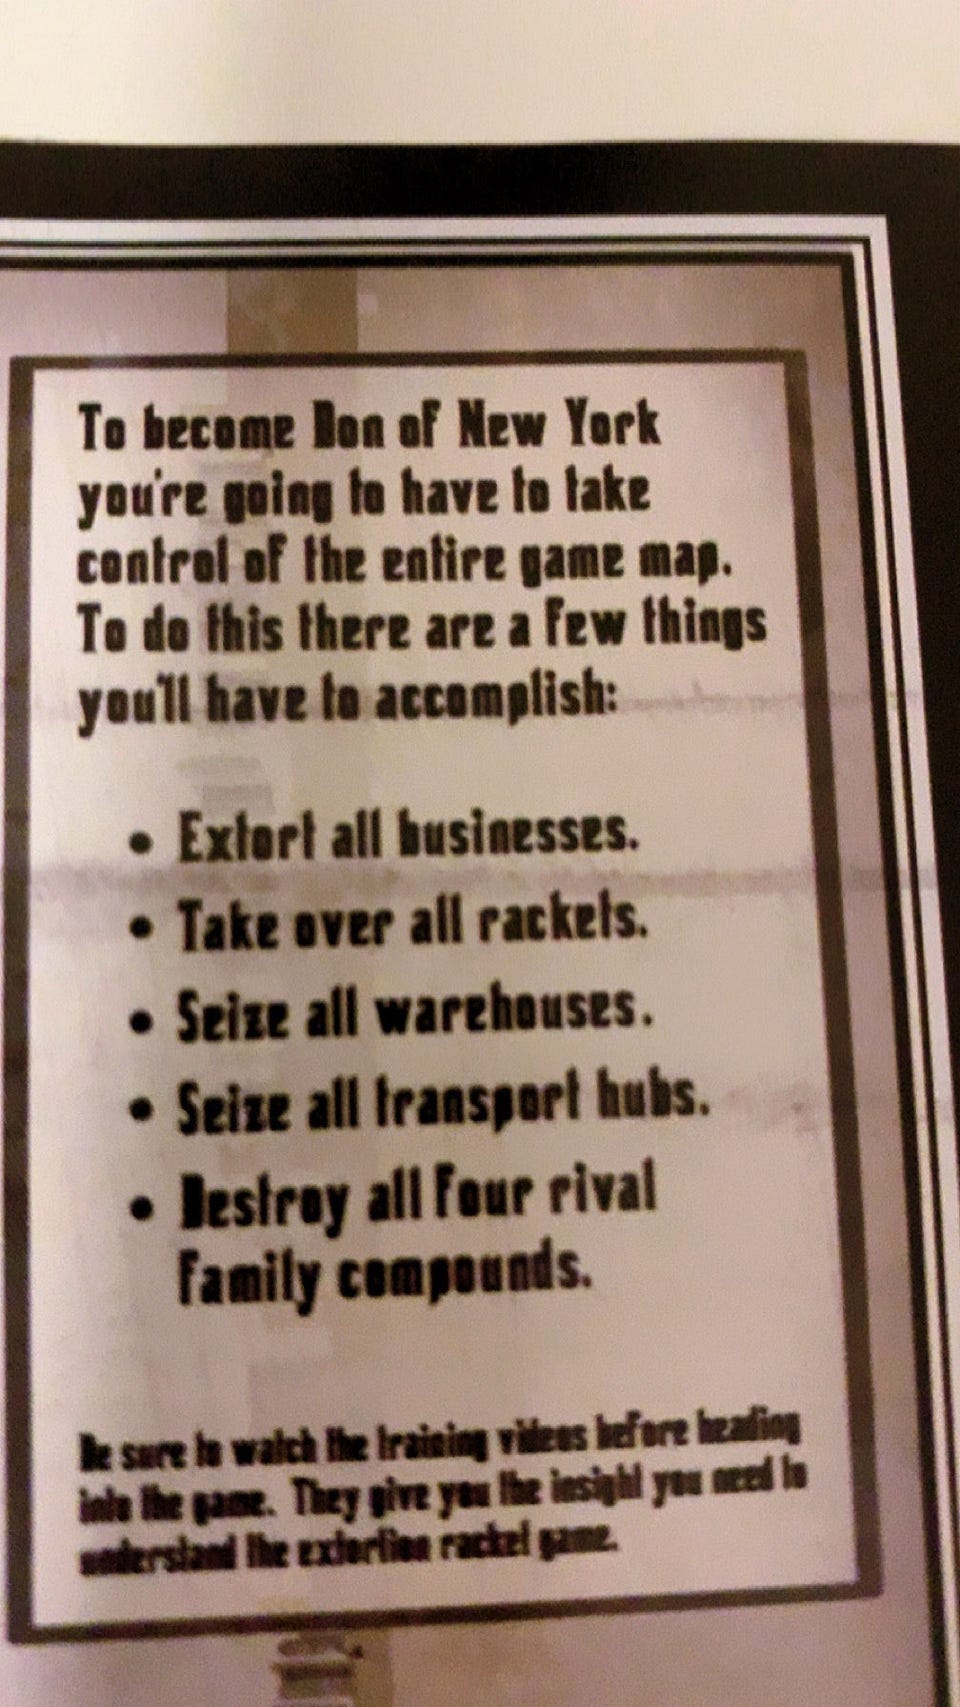 To become Don of New York
you're going to have to take
control of the entire game map.
To do this there are a few things
you'll have to accomplish:
• Extort all businesses.
• Take over all rackets.
• Seize all warehouses.
• Seize all transport hubs.
• Destroy all four rival
family compounds.
Be sure to watch the training videos before heading
into the game. They give you the insight you need to
understand the extortion racket game.